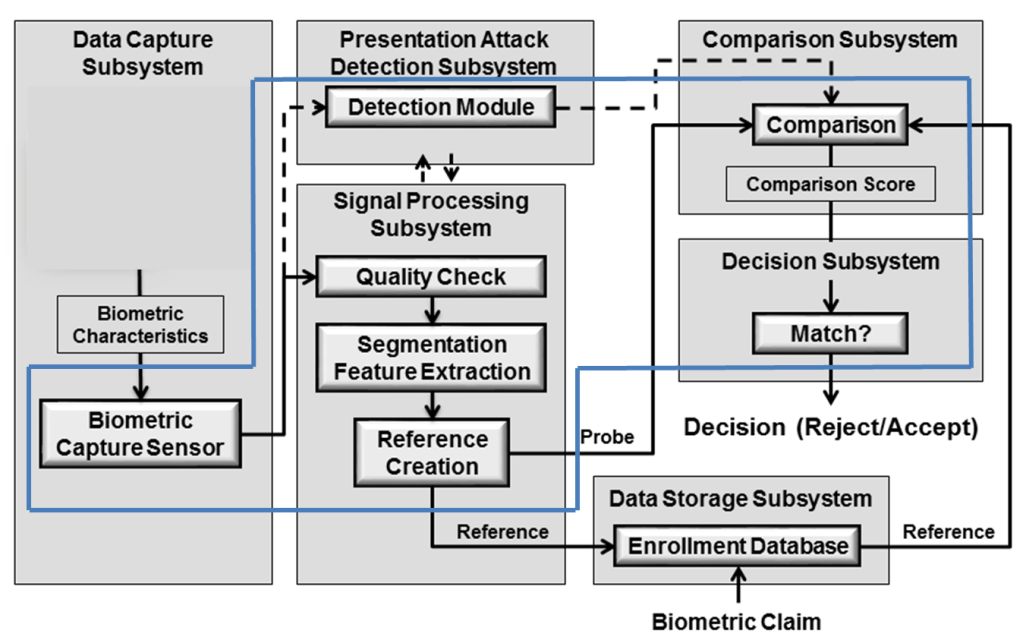 Data Capture
Subsystem
Biometric
Characteristics
Biometric
Capture Sensor
Presentation Attack
Detection Subsystem
Detection Module
Signal Processing
Subsystem
Quality Check
Segmentation
Feature Extraction
Reference
Creation
Probe
Reference
Comparison Subsystem
Comparison
Comparison Score
Decision Subsystem
Match?
Decision (Reject/Accept)
Data Storage Subsystem
Enrollment Database
Reference
Biometric Claim